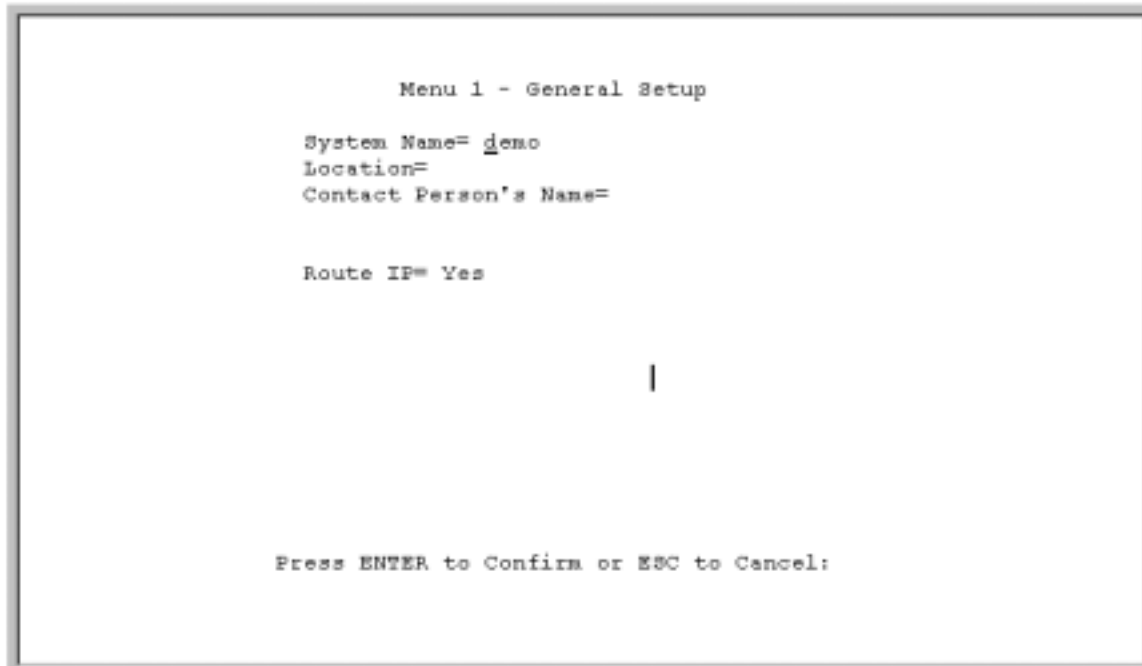 Menu 1 - General Setup
System Name= demo
Location=
Contact Person's Name=
Route IP= Yes
Press ENTER to Confirm or ESC to Cancel: